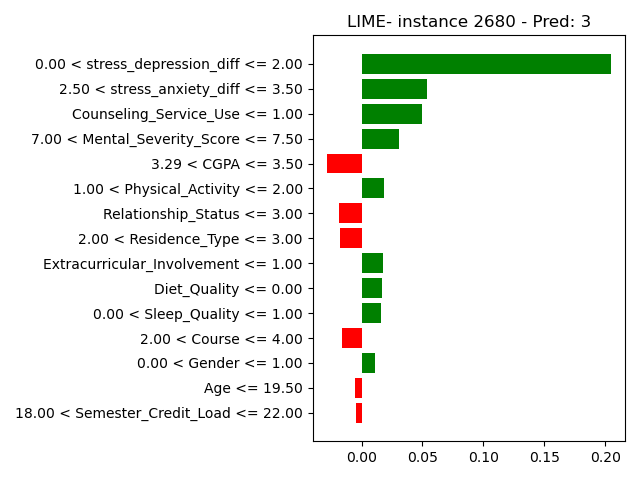 LIME- instance 2680 - Pred: 3
0.00 < stress_depression_diff <= 2.00
2.50 < stress_anxiety_diff <= 3.50
Counseling_Service_Use <= 1.00
7.00 < Mental_Severity_Score <= 7.50
3.29 < CGPA <= 3.50
1.00 < Physical_Activity <= 2.00
Relationship_Status <= 3.00
2.00 < Residence_Type <= 3.00
Extracurricular_Involvement <= 1.00
Diet_Quality <= 0.00
0.00 < Sleep_Quality <= 1.00
2.00 < Course <= 4.00
0.00 < Gender <= 1.00
Age <= 19.50
18.00 < Semester_Credit_Load <= 22.00
0.00 0.05 0.10 0.15 0.20